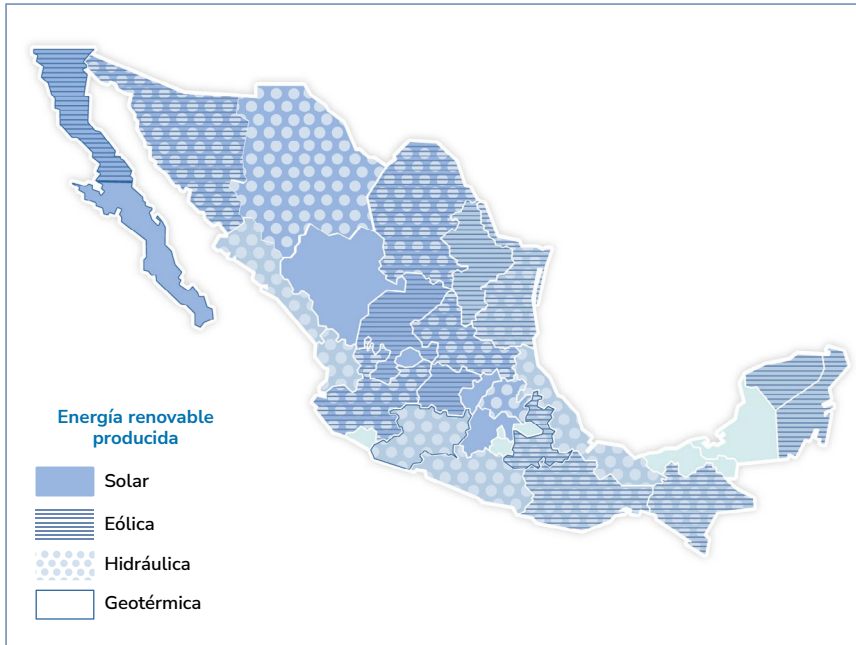 Energía renovable
producida
Solar
Eólica
Hidráulica
Geotérmica